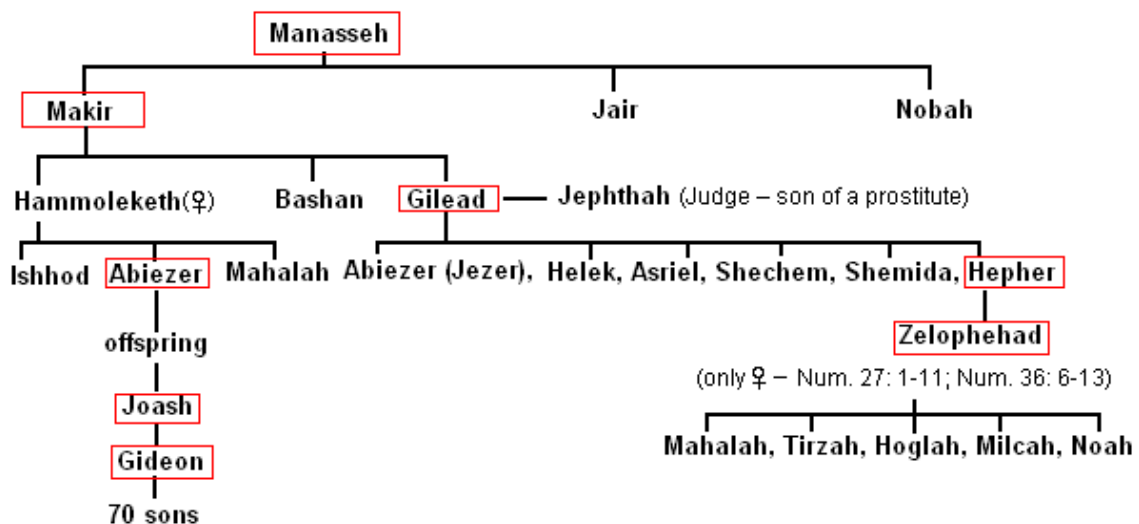 Manasseh
Makir Jair Nobah
Hammoleketh(♀) Bashan Gilead Jephthah (Judge – son of a prostitute)
Ishhod Abiezer Mahalah Abiezer (Jezer), Helek, Asriel, Shechem, Shemida, Hepher
offspring Zelophehad
(only ♀ – Num. 27: 1-11; Num. 36: 6-13)
Joash
Mahalah, Tirzah, Hoglah, Milcah, Noah
Gideon
70 sons